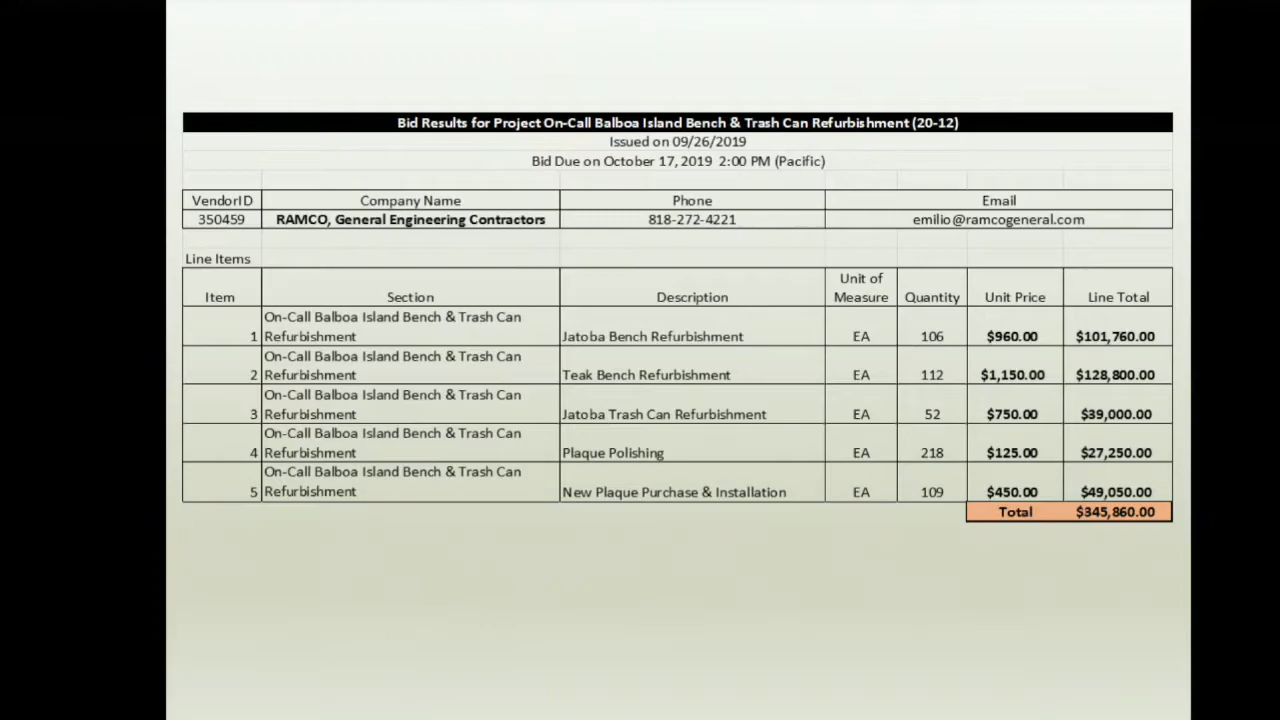 Bid Results for Project On-Call Balboa Island Bench & Trash Can Refurbishment (20-12)
Issued on 09/26/2019
Bid Due on October 17, 2019 2:00 PM (Pacific)
VendorID Company Name Phone Email
350459 RAMCO, General Engineering Contractors 818-272-4221 emilio@ramcogeneral.com
Line Items
Item Section Description Unit of Measure Quantity Unit Price Line Total
1 On-Call Balboa Island Bench & Trash Can Refurbishment Jatoba Bench Refurbishment EA 106 $960.00 $101,760.00
2 On-Call Balboa Island Bench & Trash Can Refurbishment Teak Bench Refurbishment EA 112 $1,150.00 $128,800.00
3 On-Call Balboa Island Bench & Trash Can Refurbishment Jatoba Trash Can Refurbishment EA 52 $750.00 $39,000.00
4 On-Call Balboa Island Bench & Trash Can Refurbishment Plaque Polishing EA 218 $125.00 $27,250.00
5 On-Call Balboa Island Bench & Trash Can Refurbishment New Plaque Purchase & Installation EA 109 $450.00 $49,050.00
Total $345,860.00